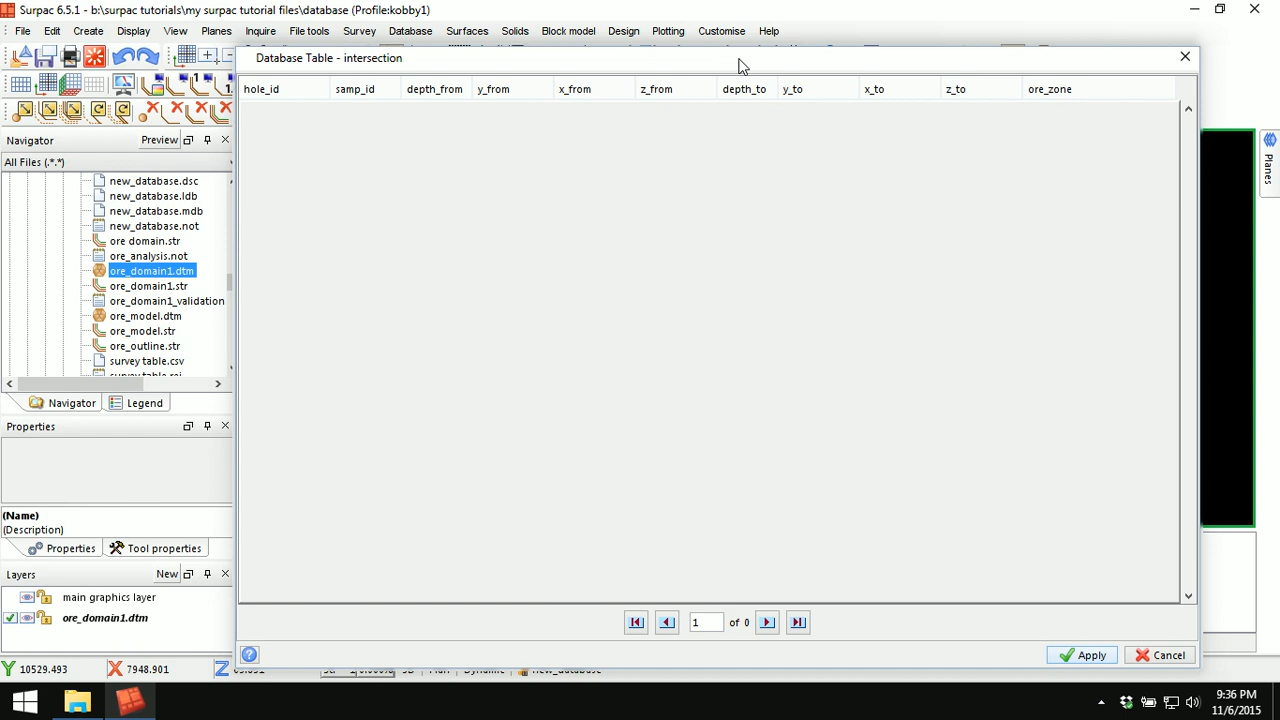 Surpac 6.5.1 - b:\surpac tutorials\my surpac tutorial files\database (Profile:kobby1)
File Edit Create Display View Planes Inquire File tools Survey Database Surfaces Solids Block model Design Plotting Customise Help
Database Table - intersection
hole_id samp_id depth_from y_from x_from z_from depth_to y_to x_to z_to ore_zone
Navigator Preview
All Files (.*.*)
new_database.dsc
new_database.ldb
new_database.mdb
new_database.not
ore domain.str
ore_analysis.not
ore_domain1.dtm
ore_domain1.str
ore_domain1_validation
ore_model.dtm
ore_model.str
ore_outline.str
survey table.csv
Navigator Legend
Properties
(Name)
(Description)
Properties Tool properties
Layers New
main graphics layer
ore_domain1.dtm
Planes
1 of 0
Apply Cancel
Y 10529.493 X 7948.901 Z
9:36 PM
11/6/2015